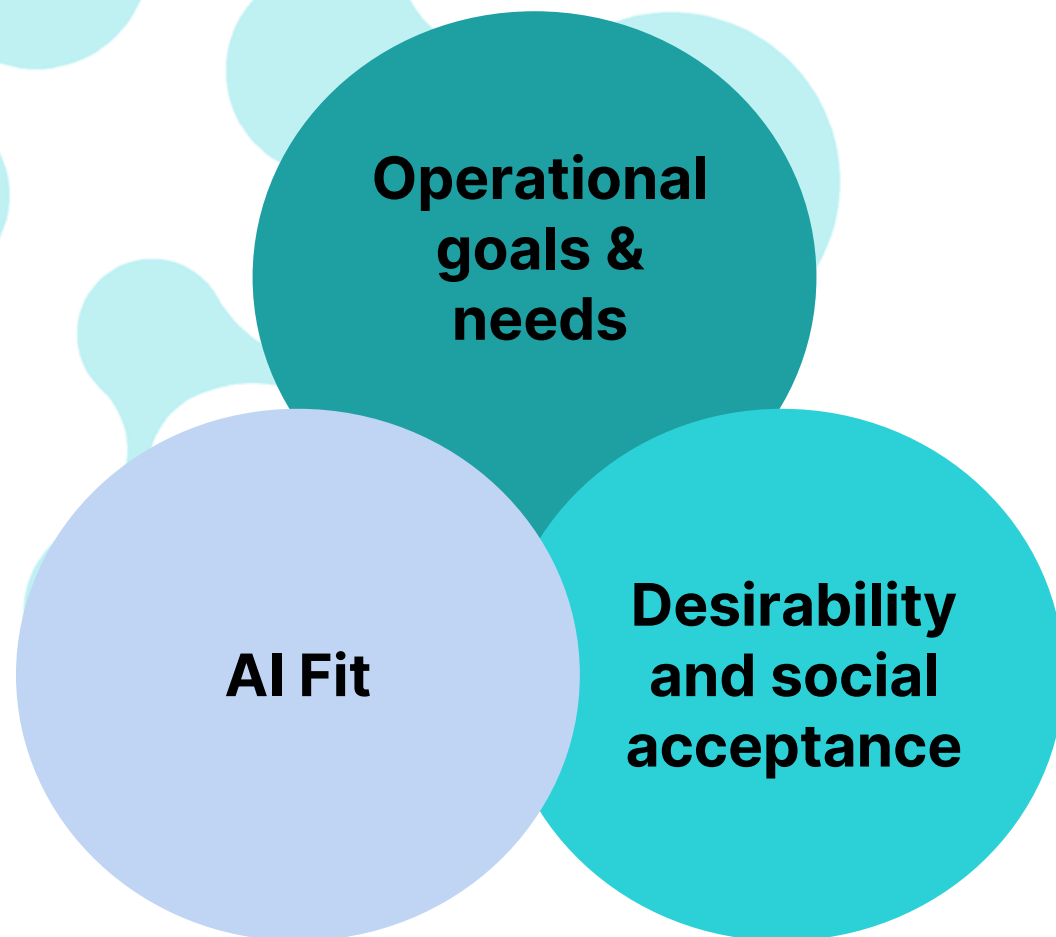 Operational
goals &
needs
AI Fit
Desirability
and social
acceptance